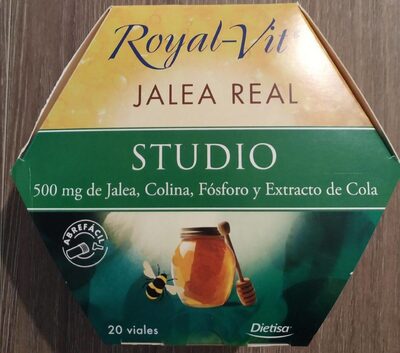 Royal-Vit
JALEA REAL
STUDIO
500 mg de Jalea, Colina, Fósforo y Extracto de Cola
ABREFÁCIL
20 viales
Dietisa